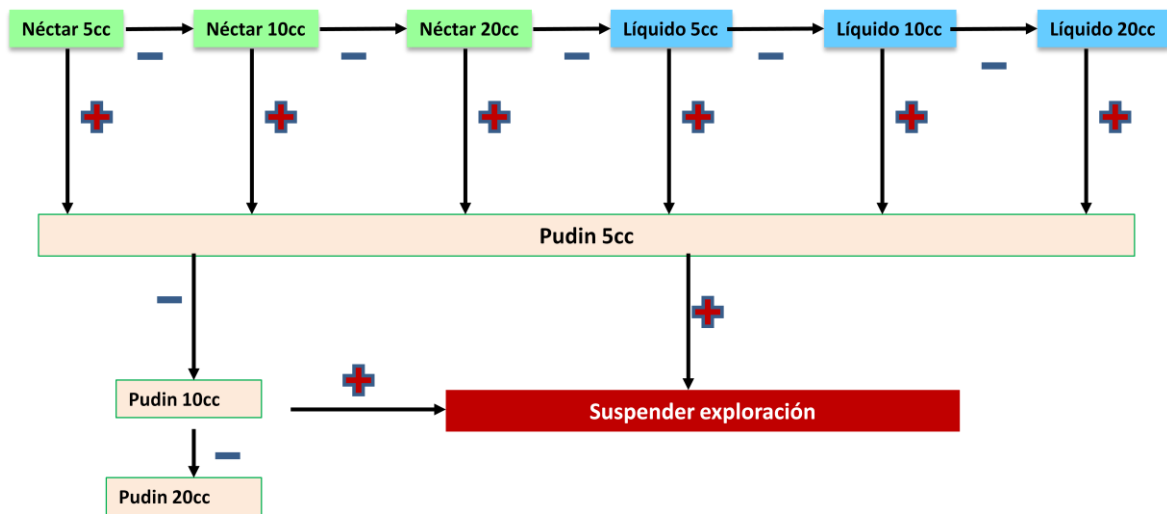 Néctar 5cc
Néctar 10cc
Néctar 20cc
Líquido 5cc
Líquido 10cc
Líquido 20cc
Pudin 5cc
Pudin 10cc
Suspender exploración
Pudin 20cc